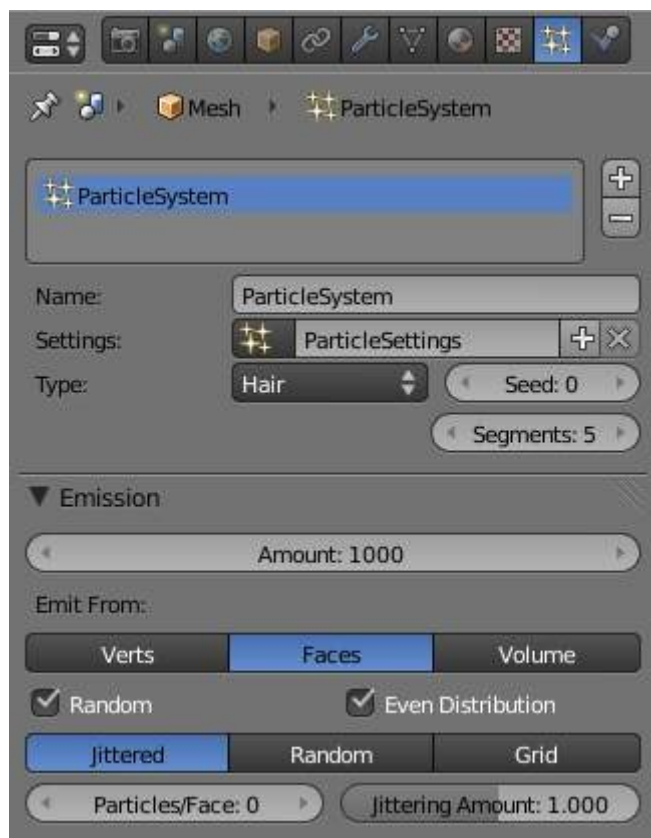 Mesh ParticleSystem
ParticleSystem
Name: ParticleSystem
Settings: ParticleSettings
Type: Hair Seed: 0
Segments: 5
Emission
Amount: 1000
Emit From:
Verts Faces Volume
Random Even Distribution
Jittered Random Grid
Particles/Face: 0 Jittering Amount: 1.000